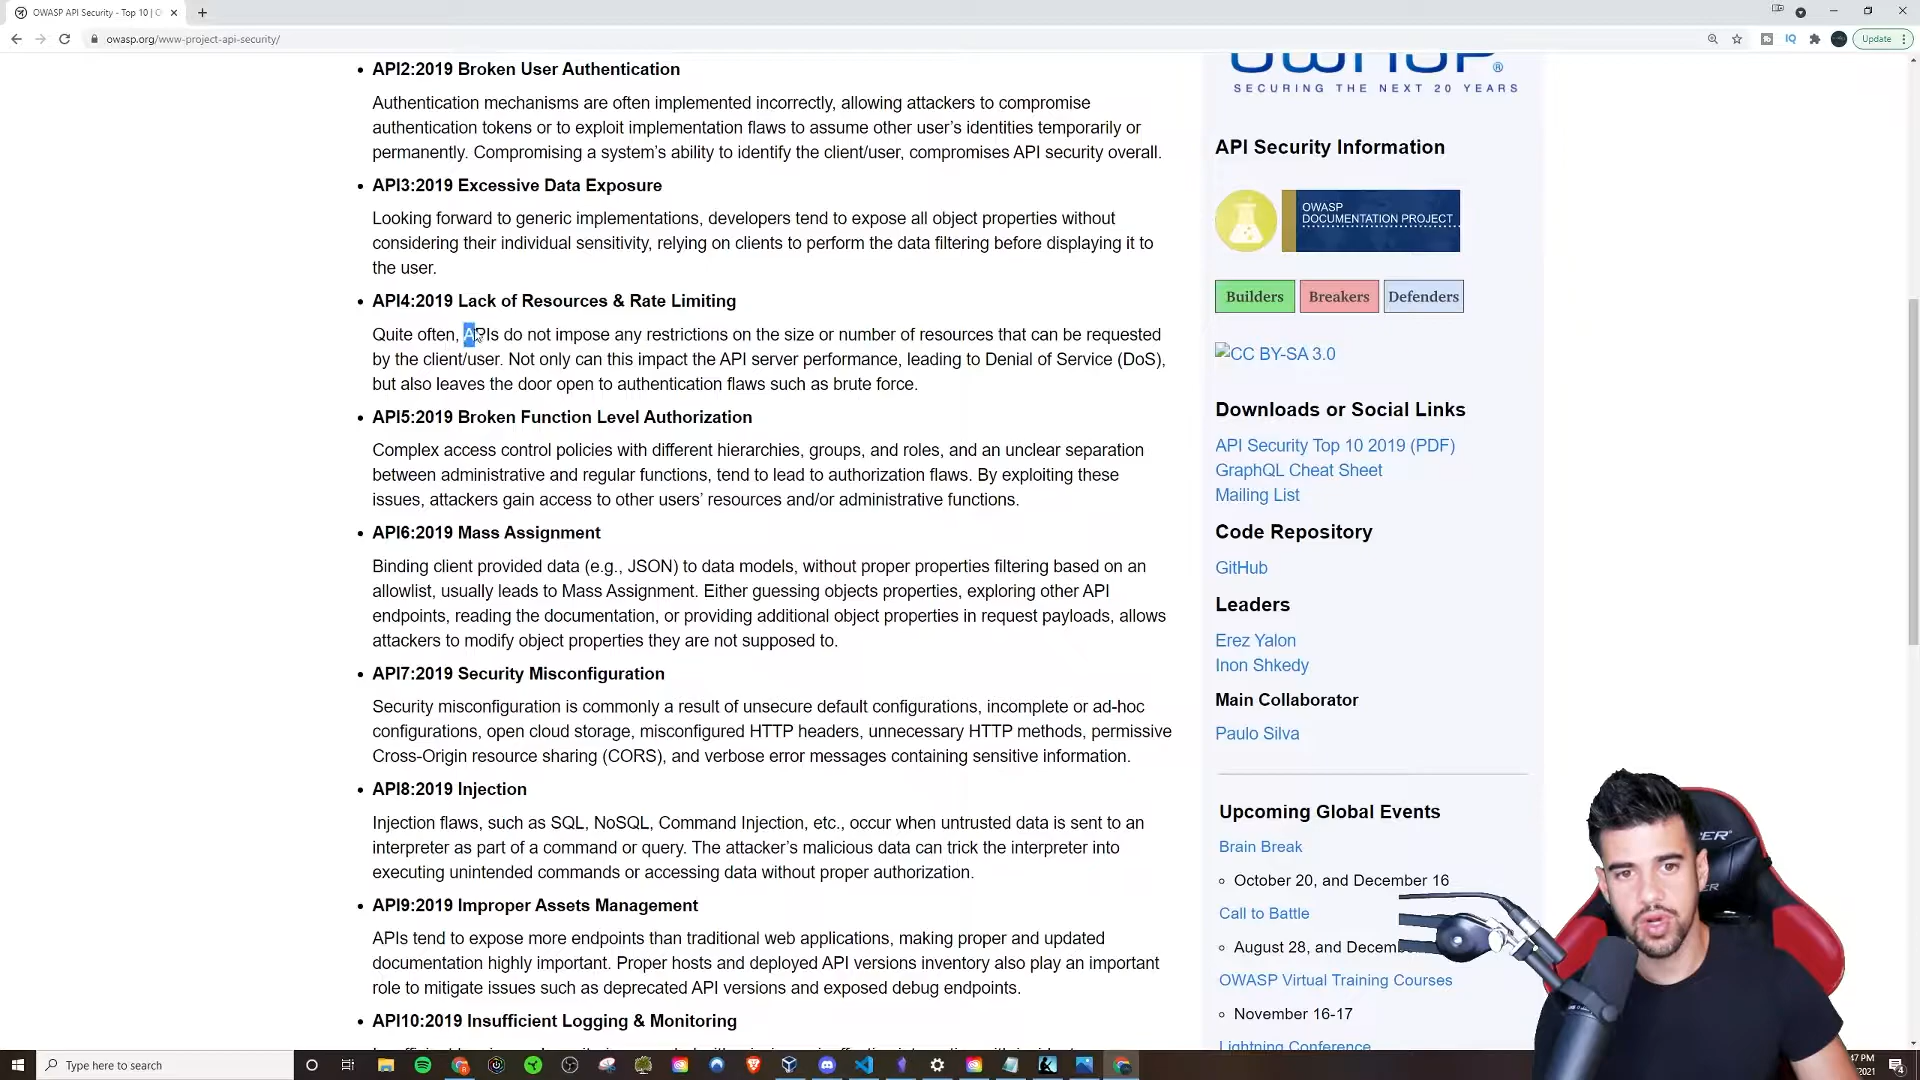 OWASP API Security - Top 10 |
owasp.org/www-project-api-security/
Update
API2:2019 Broken User Authentication
Authentication mechanisms are often implemented incorrectly, allowing attackers to compromise
authentication tokens or to exploit implementation flaws to assume other user's identities temporarily or
permanently. Compromising a system's ability to identify the client/user, compromises API security overall.
API3:2019 Excessive Data Exposure
Looking forward to generic implementations, developers tend to expose all object properties without
considering their individual sensitivity, relying on clients to perform the data filtering before displaying it to
the user.
API4:2019 Lack of Resources & Rate Limiting
Quite often, APIs do not impose any restrictions on the size or number of resources that can be requested
by the client/user. Not only can this impact the API server performance, leading to Denial of Service (DoS),
but also leaves the door open to authentication flaws such as brute force.
API5:2019 Broken Function Level Authorization
Complex access control policies with different hierarchies, groups, and roles, and an unclear separation
between administrative and regular functions, tend to lead to authorization flaws. By exploiting these
issues, attackers gain access to other users' resources and/or administrative functions.
API6:2019 Mass Assignment
Binding client provided data (e.g., JSON) to data models, without proper properties filtering based on an
allowlist, usually leads to Mass Assignment. Either guessing objects properties, exploring other API
endpoints, reading the documentation, or providing additional object properties in request payloads, allows
attackers to modify object properties they are not supposed to.
API7:2019 Security Misconfiguration
Security misconfiguration is commonly a result of unsecure default configurations, incomplete or ad-hoc
configurations, open cloud storage, misconfigured HTTP headers, unnecessary HTTP methods, permissive
Cross-Origin resource sharing (CORS), and verbose error messages containing sensitive information.
API8:2019 Injection
Injection flaws, such as SQL, NoSQL, Command Injection, etc., occur when untrusted data is sent to an
interpreter as part of a command or query. The attacker's malicious data can trick the interpreter into
executing unintended commands or accessing data without proper authorization.
API9:2019 Improper Assets Management
APIs tend to expose more endpoints than traditional web applications, making proper and updated
documentation highly important. Proper hosts and deployed API versions inventory also play an important
role to mitigate issues such as deprecated API versions and exposed debug endpoints.
API10:2019 Insufficient Logging & Monitoring
OWASP®
SECURING THE NEXT 20 YEARS
API Security Information
OWASP
DOCUMENTATION PROJECT
Builders Breakers Defenders
CC BY-SA 3.0
Downloads or Social Links
API Security Top 10 2019 (PDF)
GraphQL Cheat Sheet
Mailing List
Code Repository
GitHub
Leaders
Erez Yalon
Inon Shkedy
Main Collaborator
Paulo Silva
Upcoming Global Events
Brain Break
October 20, and December 16
Call to Battle
August 28, and Decem
OWASP Virtual Training Courses
November 16-17
Lightning Conference
Type here to search
:47 PM
/2021